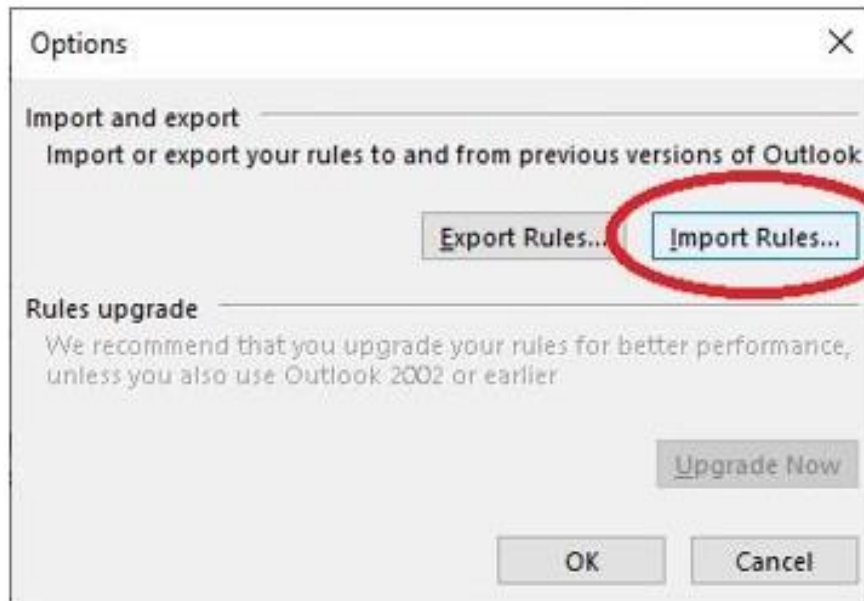 Options
Import and export
Import or export your rules to and from previous versions of Outlook
Export Rules...
Import Rules...
Rules upgrade
We recommend that you upgrade your rules for better performance,
unless you also use Outlook 2002 or earlier
Upgrade Now
OK
Cancel